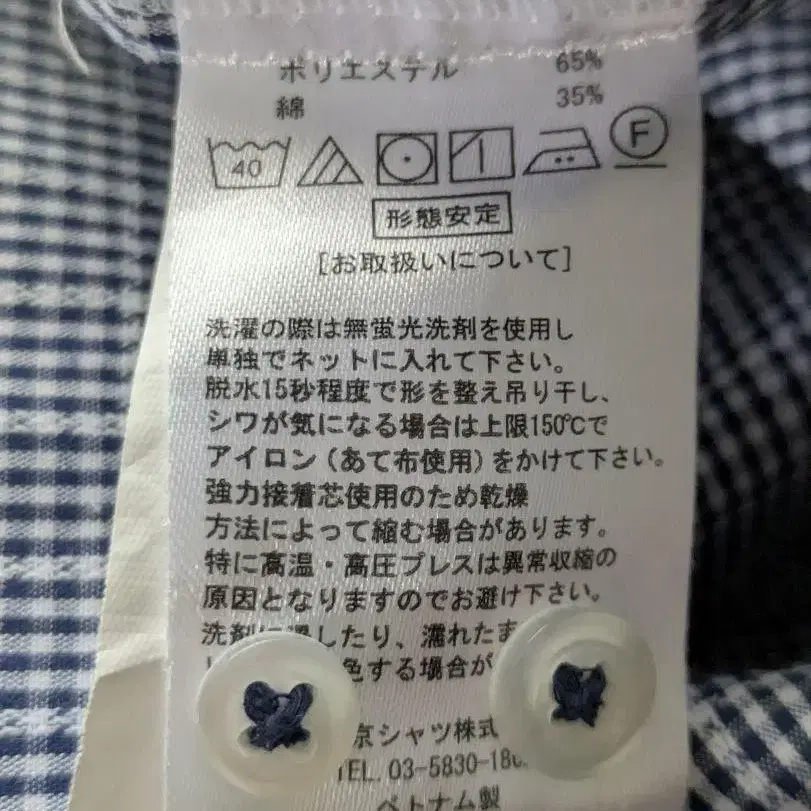 ポリエステル 65%
綿 35%
40 F
形態安定
[お取扱いについて]
洗濯の際は無蛍光洗剤を使用し
単独でネットに入れて下さい。
脱水15秒程度で形を整え吊り干し、
シワが気になる場合は上限150℃で
アイロン(あて布使用)をかけて下さい。
強力接着芯使用のため乾燥
方法によって縮む場合があります。
特に高温・高圧プレスは異常収縮の
原因となりますのでお避け下さい。
洗剤に浸したり、濡れたま
色する場合が
京シャツ株式
TEL. 03-5830-18
ベトナム製